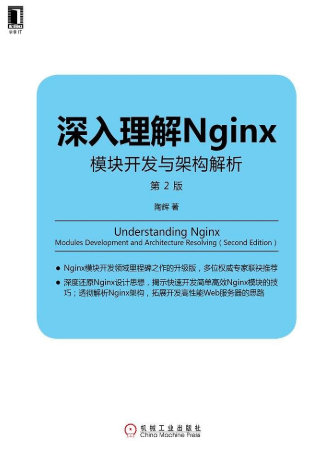 华章IT
深入理解Nginx
模块开发与架构解析
第2版
陶辉 著
Understanding Nginx
Modules Development and Architecture Resolving (Second Edition)
● Nginx模块开发领域里程碑之作的升级版，多位权威专家联袂推荐
● 深度还原Nginx设计思想，揭示快速开发简单高效Nginx模块的技
巧；透彻解析Nginx架构，拓展开发高性能Web服务器的思路
机械工业出版社
China Machine Press